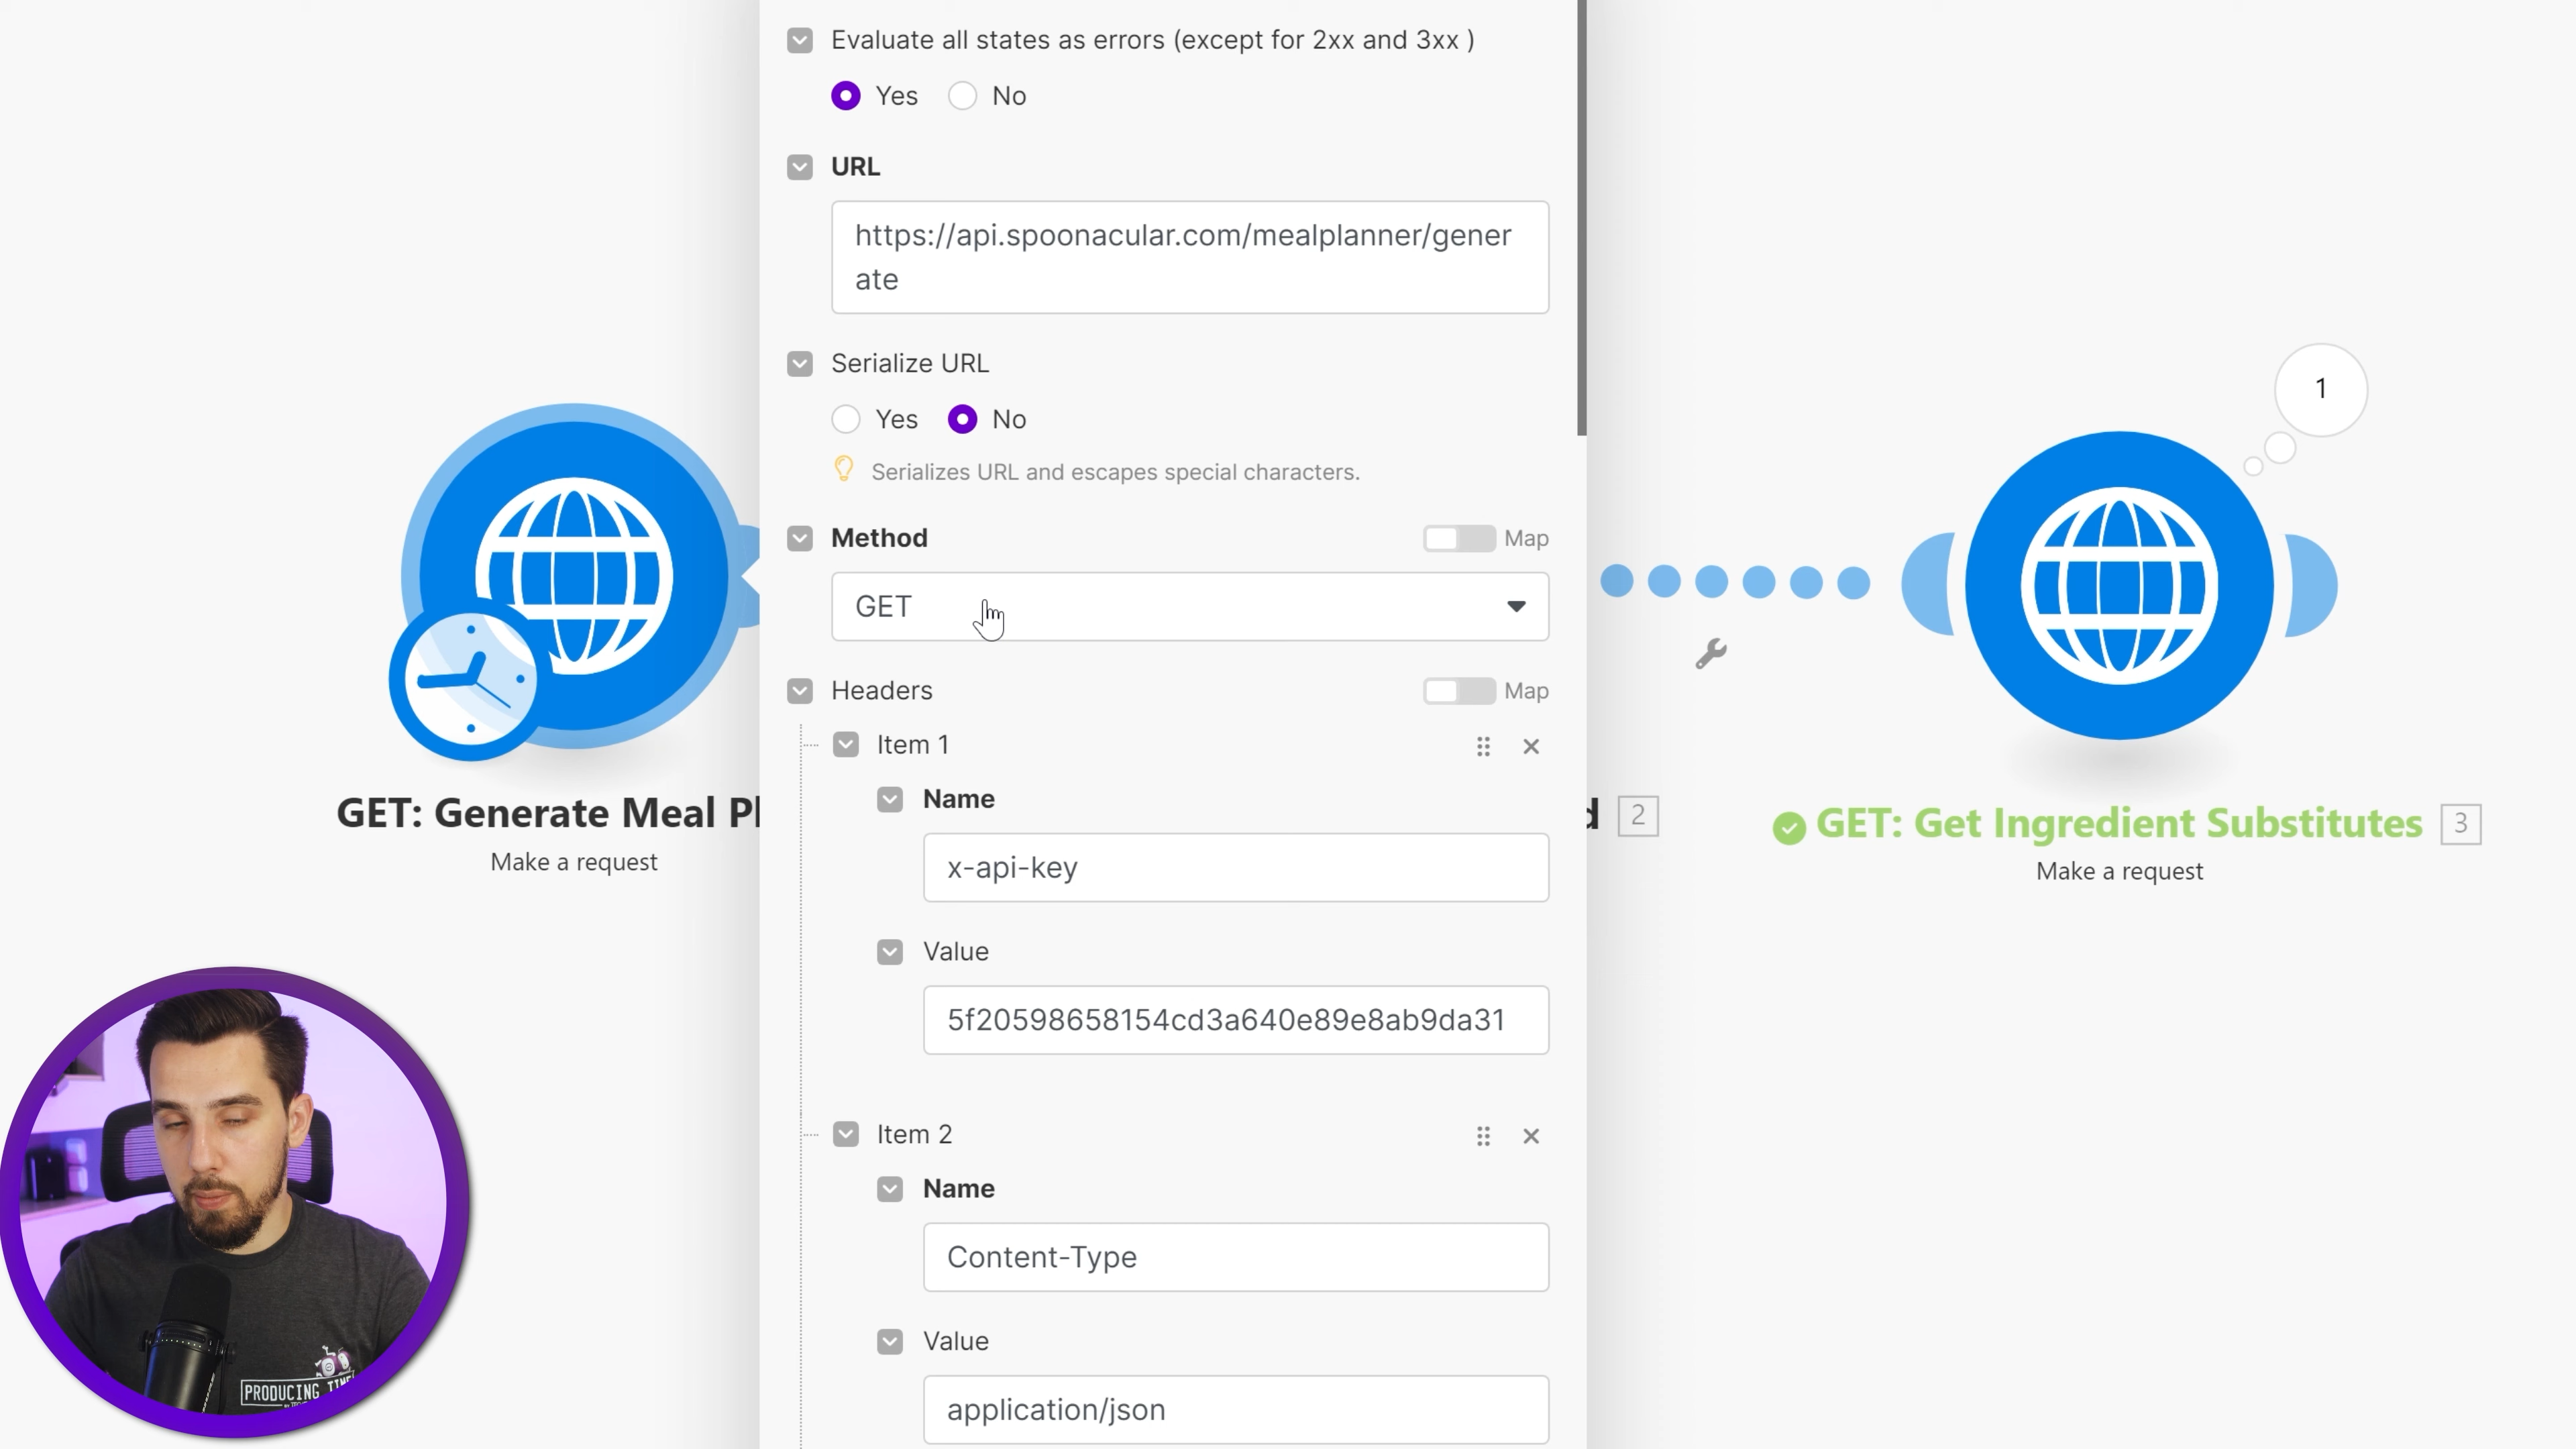 Evaluate all states as errors (except for 2xx and 3xx )
Yes No
URL
https://api.spoonacular.com/mealplanner/gener
ate
Serialize URL
Yes No
Serializes URL and escapes special characters.
Method Map
GET
Headers Map
Item 1
Name
x-api-key
Value
5f20598658154cd3a640e89e8ab9da31
Item 2
Name
Content-Type
Value
application/json
GET: Generate Meal Pl
Make a request
d 2
1
GET: Get Ingredient Substitutes 3
Make a request
PRODUCING TIME